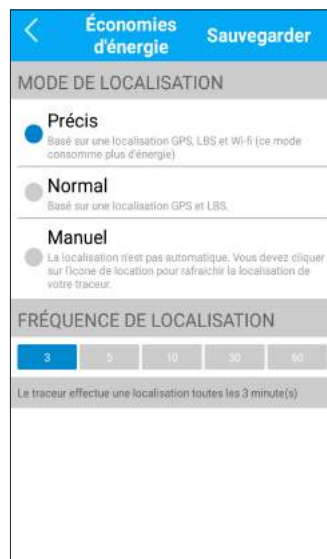 Économies
d'énergie
Sauvegarder
MODE DE LOCALISATION
Précis
Basé sur une localisation GPS, LBS et Wi-fi (ce mode
consomme plus d'énergie)
Normal
Basé sur une localisation GPS et LBS.
Manuel
La localisation n'est pas automatique. Vous devez cliquer
sur l'icone de location pour rafraichir la localisation de
votre traceur.
FRÉQUENCE DE LOCALISATION
3 5 10 30 60
Le traceur effectue une localisation toutes les 3 minute(s)